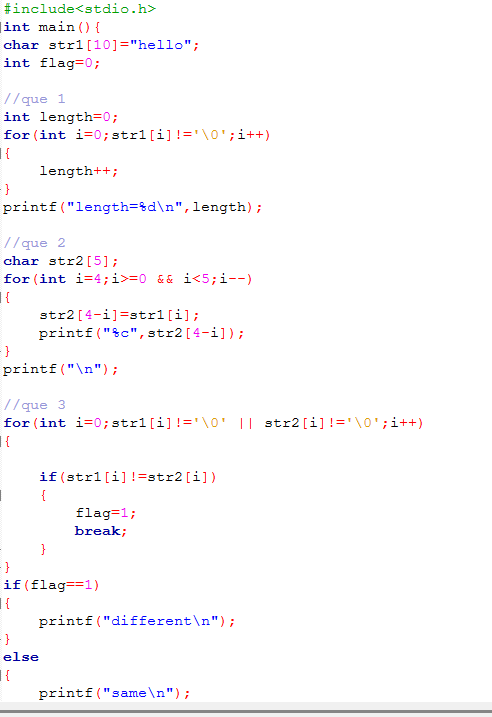 #include<stdio.h>
int main(){
char str1[10]="hello";
int flag=0;
//que 1
int length=0;
for(int i=0;str1[i]!='\0';i++)
{
length++;
}
printf("length=%d\n",length);
//que 2
char str2[5];
for(int i=4;i>=0 && i<5;i--)
{
str2[4-i]=str1[i];
printf("%c",str2[4-i]);
}
printf("\n");
//que 3
for(int i=0;str1[i]!='\0' || str2[i]!='\0';i++)
{
if(str1[i]!=str2[i])
{
flag=1;
break;
}
}
if(flag==1)
{
printf("different\n");
}
else
{
printf("same\n");